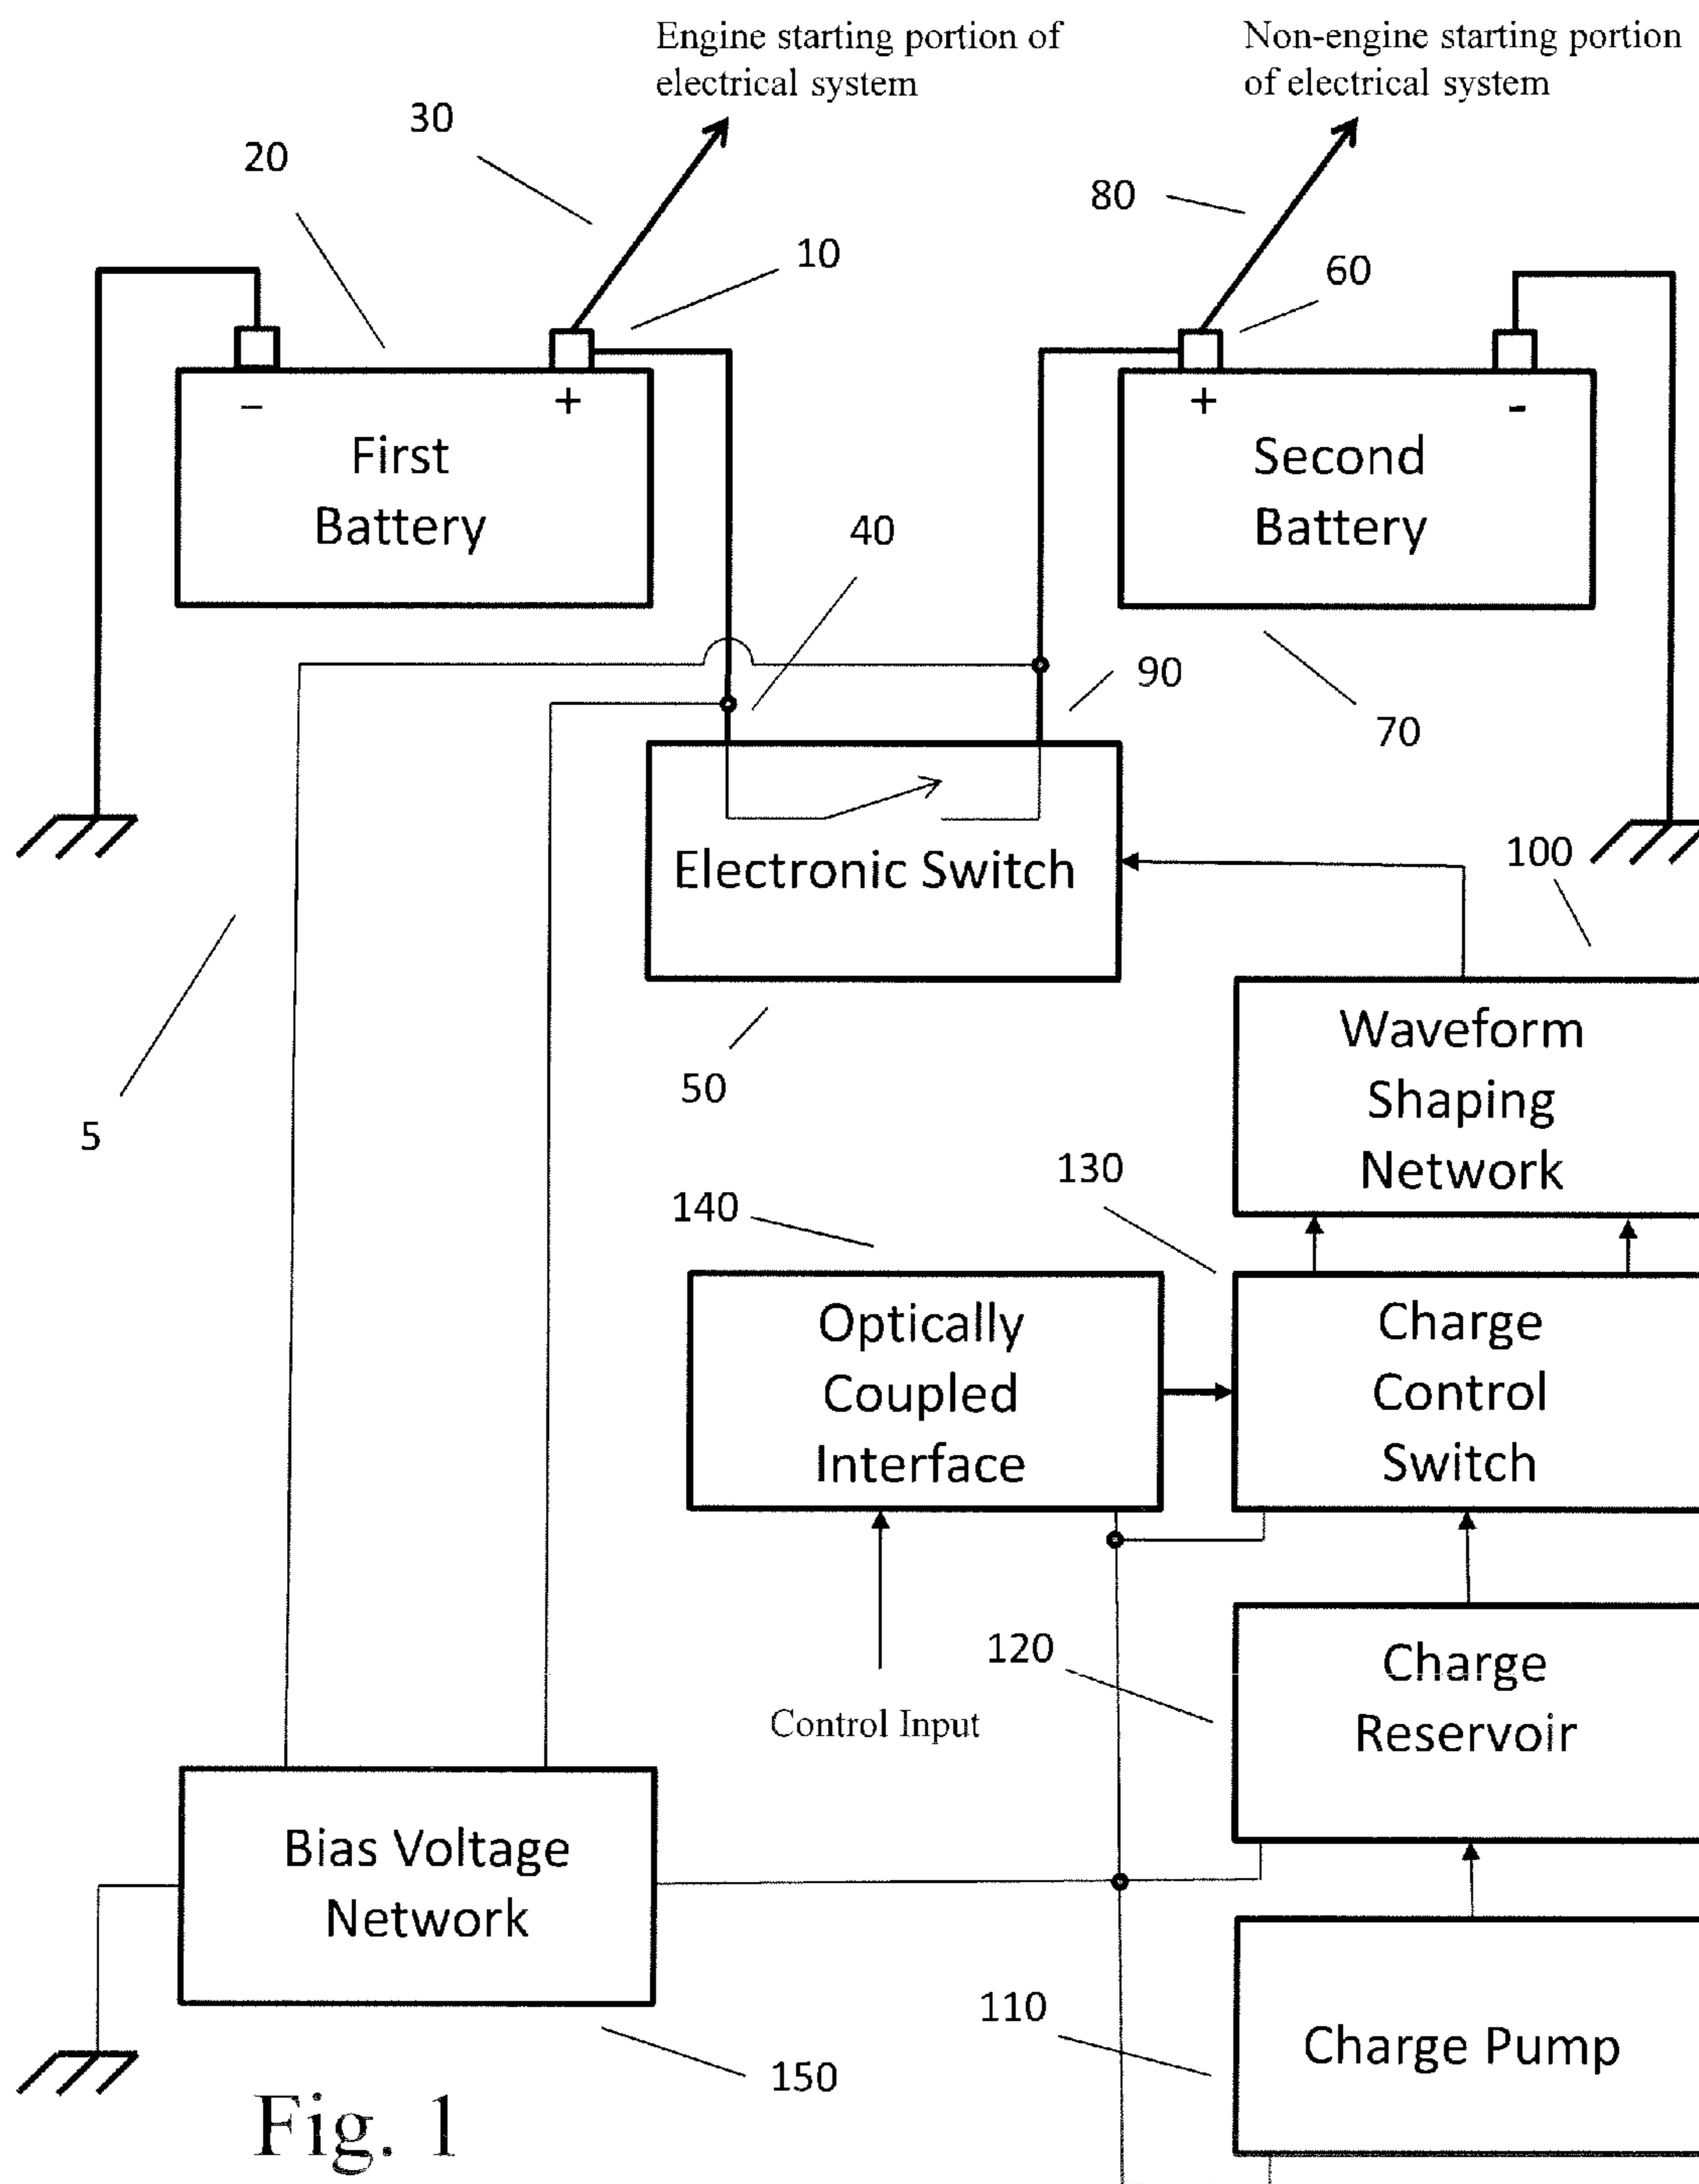 Engine starting portion of
electrical system
Non-engine starting portion
of electrical system
30
20
80
10
60
–
+
+
-
First
Battery
Second
Battery
40
90
70
Electronic Switch
100
5
50
Waveform
Shaping
Network
130
140
Optically
Coupled
Interface
Charge
Control
Switch
120
Control Input
Charge
Reservoir
Bias Voltage
Network
110
Charge Pump
150
Fig. 1